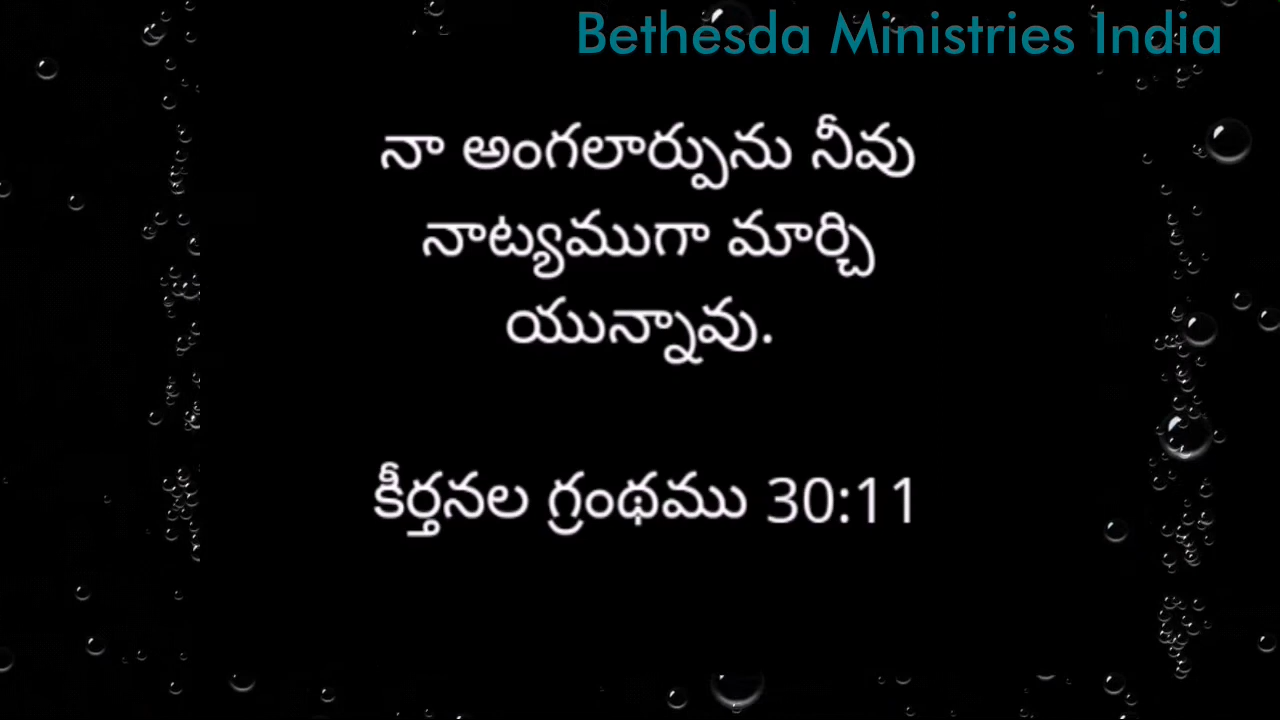 Bethesda Ministries India
నా అంగలార్పును నీవు
నాట్యముగా మార్చి
యున్నావు.
కీర్తనల గ్రంథము 30:11